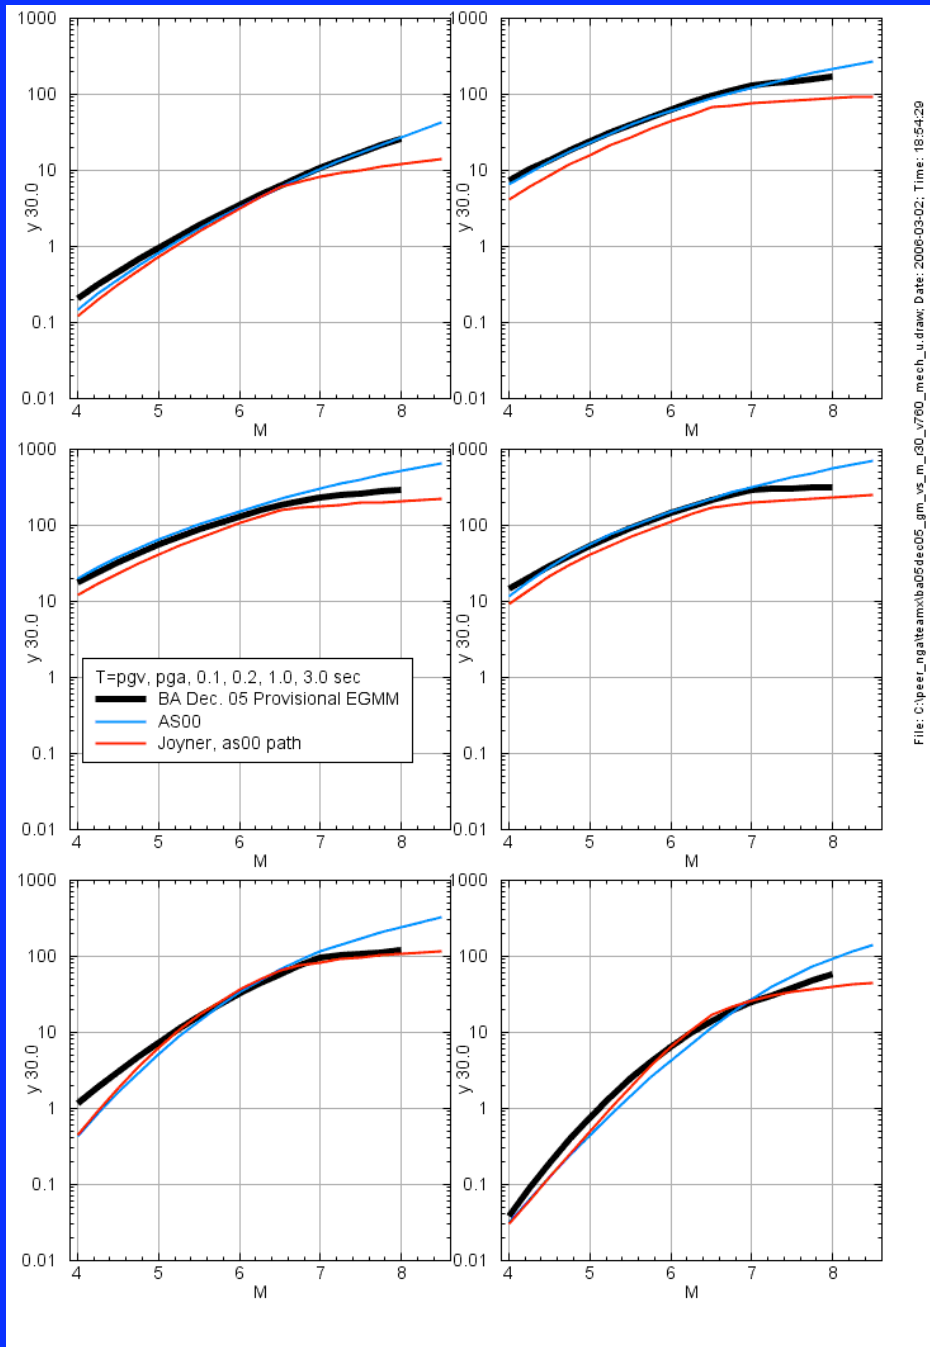 1000
100
10
1
0.1
0.01
y 30.0
4 5 6 7 8
M
1000
100
10
1
0.1
0.01
y 30.0
4 5 6 7 8
M
1000
100
10
1
0.1
0.01
y 30.0
4 5 6 7 8
M
T=pgv, pga, 0.1, 0.2, 1.0, 3.0 sec
BA Dec. 05 Provisional EGMM
AS00
Joyner, as00 path
1000
100
10
1
0.1
0.01
y 30.0
4 5 6 7 8
M
1000
100
10
1
0.1
0.01
y 30.0
4 5 6 7 8
M
1000
100
10
1
0.1
0.01
y 30.0
4 5 6 7 8
M
File: C:\peer_nga\teamx\ba05dec05_gm_vs_m_r30_v760_mech_u.draw; Date: 2006-03-02; Time: 18:54:29